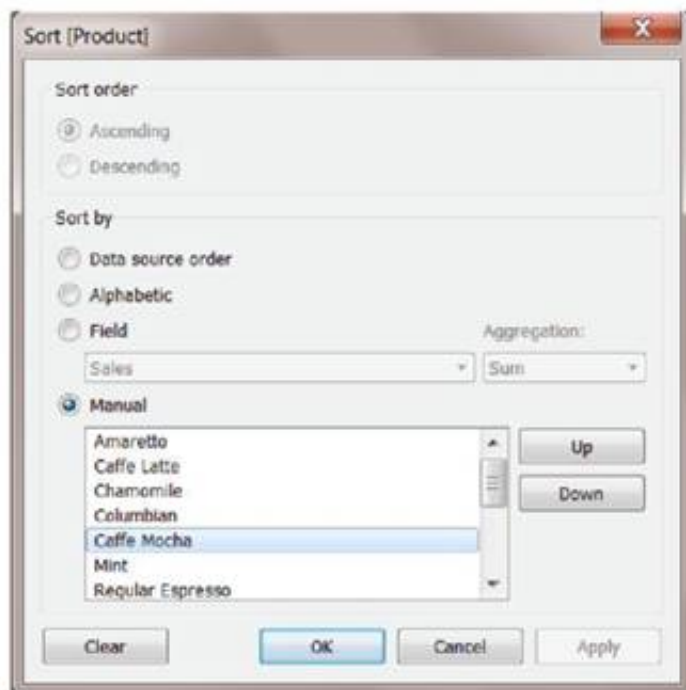 Sort [Product]
Sort order
Ascending
Descending
Sort by
Data source order
Alphabetic
Field
Aggregation:
Sales
Sum
Manual
Amaretto
Caffe Latte
Chamomile
Columbian
Caffe Mocha
Mint
Regular Espresso
Up
Down
Clear
OK
Cancel
Apply